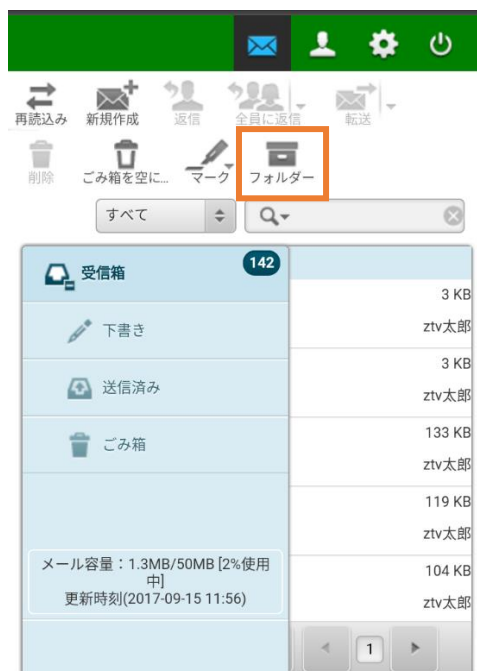 再読込み 新規作成 返信 全員に返信 転送
削除 ごみ箱を空に... マーク フォルダー
すべて
受信箱 142
3 KB
下書き ztv太郎
3 KB
送信済み ztv太郎
133 KB
ごみ箱 ztv太郎
119 KB
ztv太郎
メール容量：1.3MB/50MB [2%使用
中]
104 KB
更新時刻(2017-09-15 11:56) ztv太郎
1